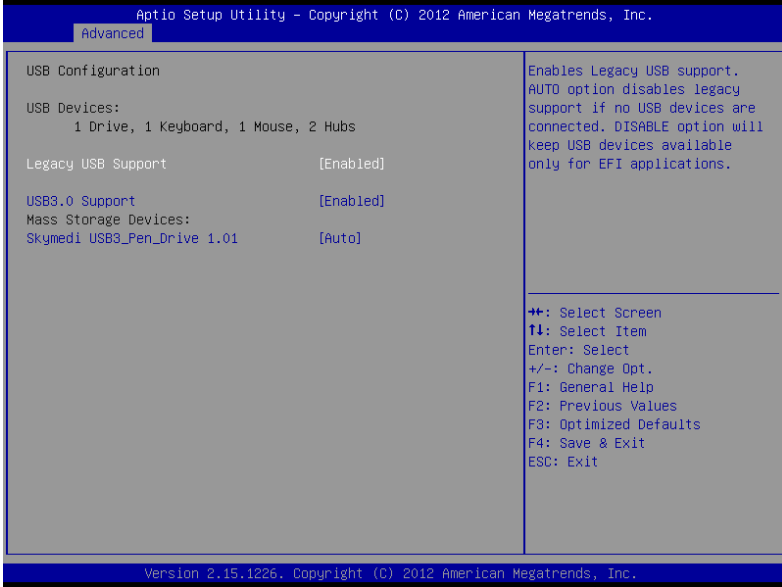 Aptio Setup Utility – Copyright (C) 2012 American Megatrends, Inc.
Advanced
USB Configuration
USB Devices:
1 Drive, 1 Keyboard, 1 Mouse, 2 Hubs
Legacy USB Support [Enabled]
USB3.0 Support [Enabled]
Mass Storage Devices:
Skymedi USB3_Pen_Drive 1.01 [Auto]
Enables Legacy USB support.
AUTO option disables legacy
support if no USB devices are
connected. DISABLE option will
keep USB devices available
only for EFI applications.
→←: Select Screen
↑↓: Select Item
Enter: Select
+/-: Change Opt.
F1: General Help
F2: Previous Values
F3: Optimized Defaults
F4: Save & Exit
ESC: Exit
Version 2.15.1226. Copyright (C) 2012 American Megatrends, Inc.